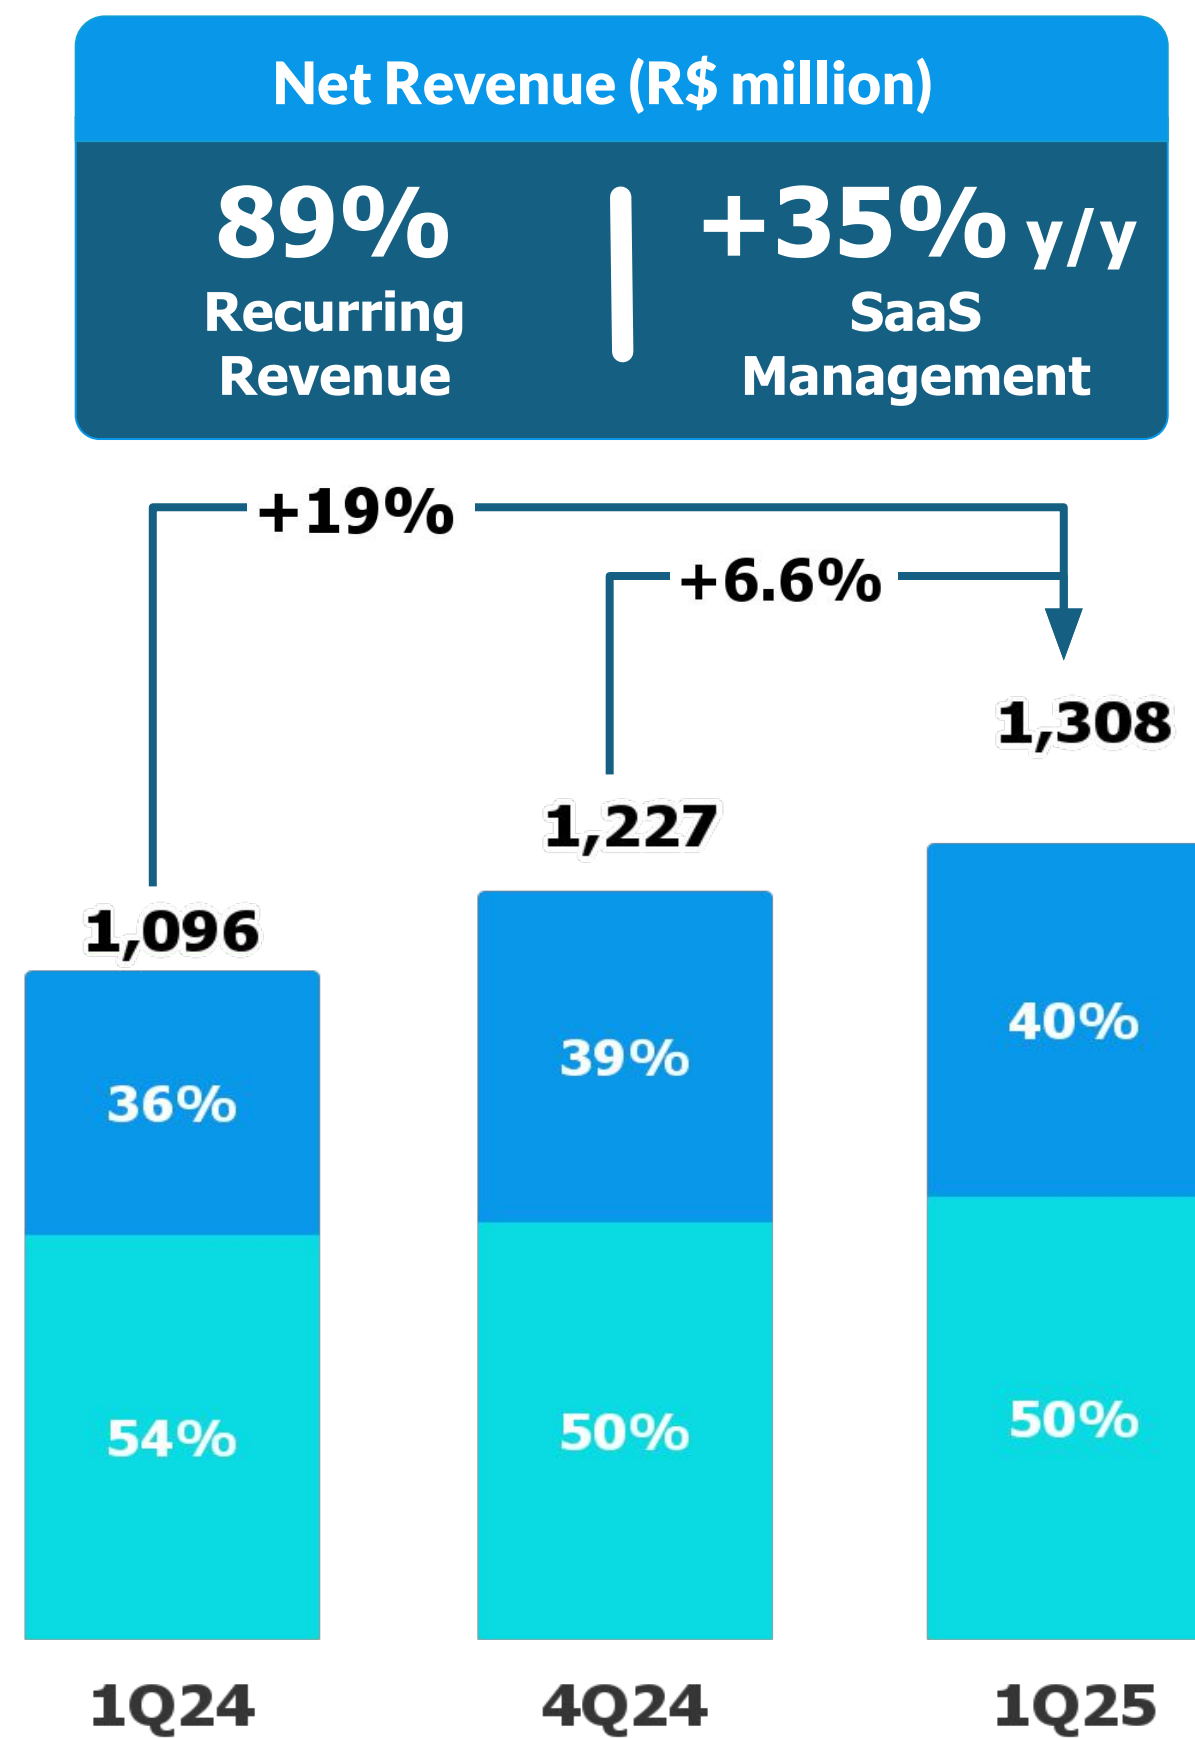 Net Revenue (R$ million)
89%
Recurring
Revenue
+35% y/y
SaaS
Management
+19%
+6.6%
1,308
1,227
1,096
40%
39%
36%
50%
50%
54%
1Q24
4Q24
1Q25